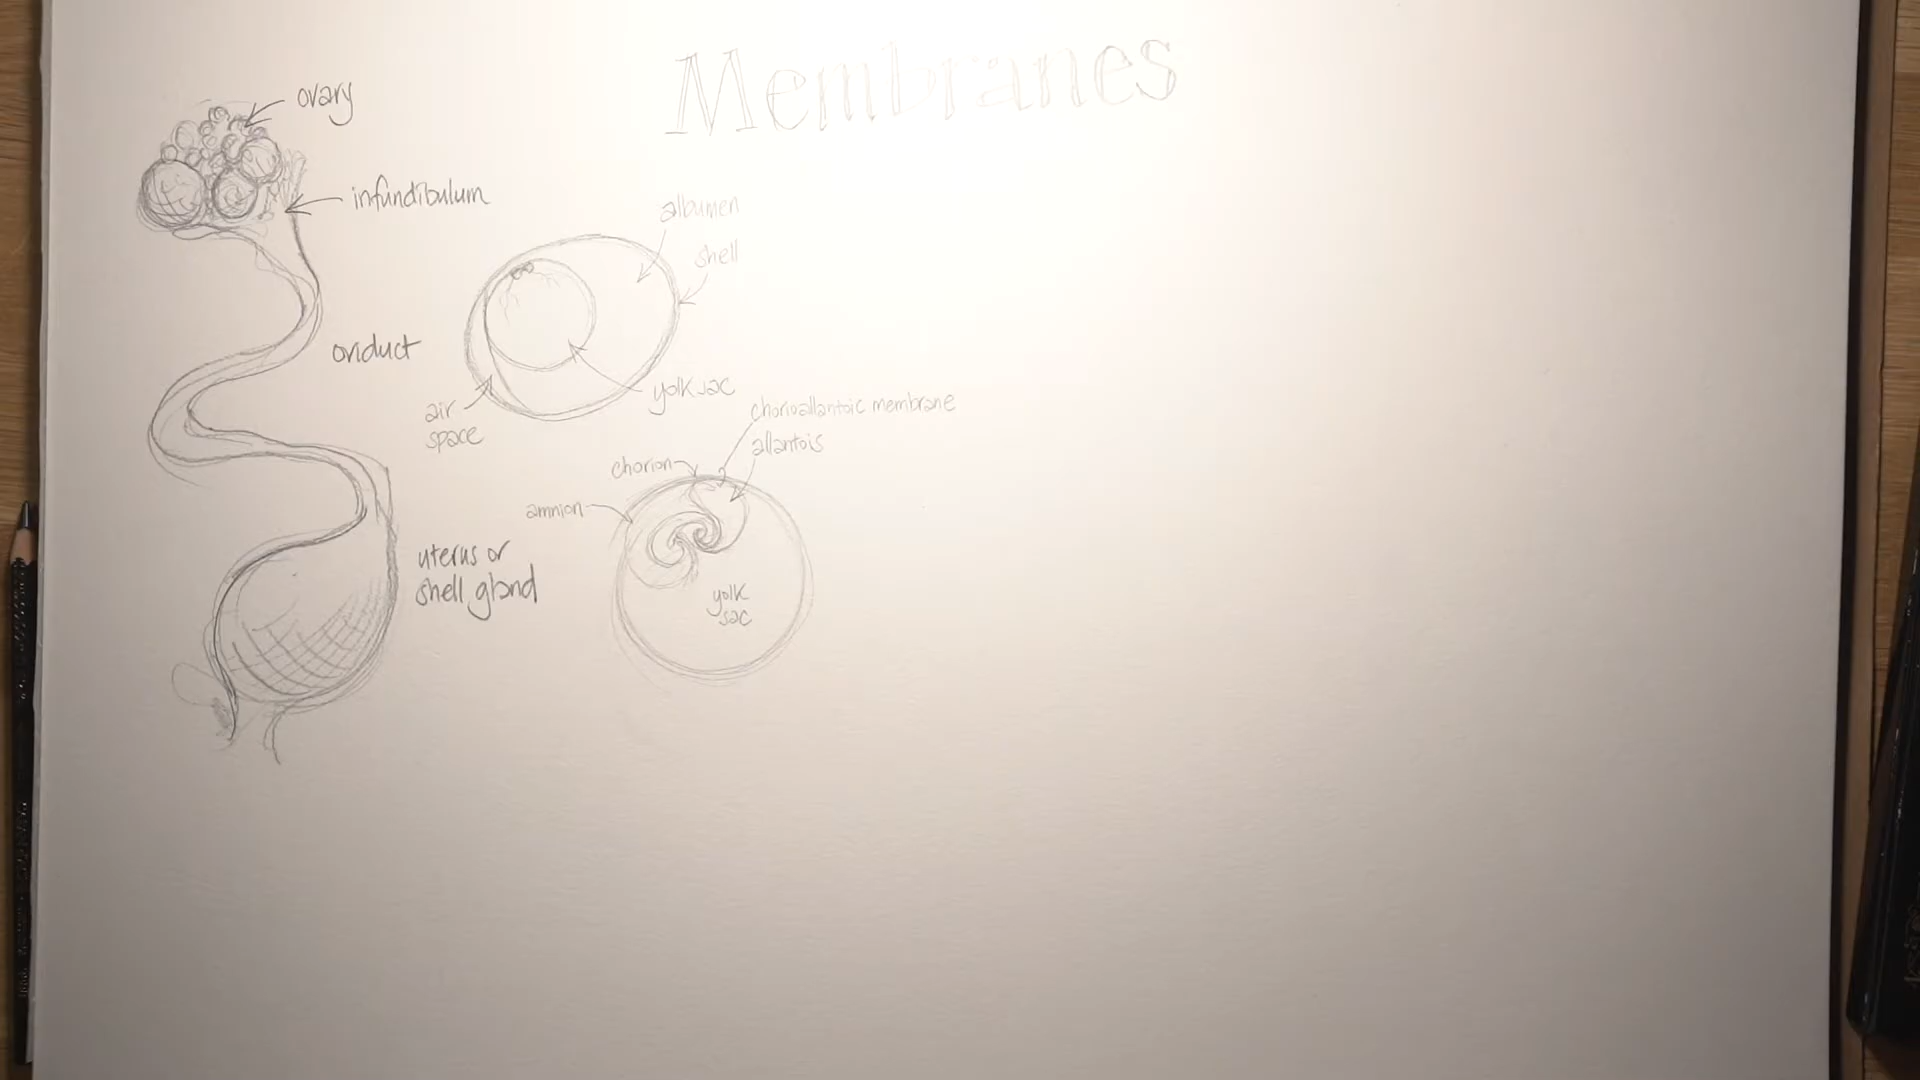 Membranes
ovary
infundibulum
albumen
shell
oviduct
yolk sac
air
space
chorioallantoic membrane
allantois
chorion
amnion
uterus or
shell gland
yolk
sac